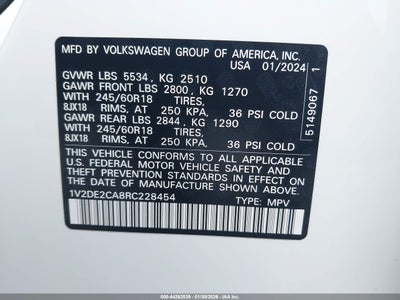 MFD BY VOLKSWAGEN GROUP OF AMERICA, INC.
USA 01/2024
GVWR LBS 5534 , KG 2510
GAWR FRONT LBS 2800 , KG 1270
WITH 245/60R18 TIRES,
8JX18 RIMS, AT 250 KPA, 36 PSI COLD
GAWR REAR LBS 2844 , KG 1290
WITH 245/60R18 TIRES,
8JX18 RIMS, AT 250 KPA, 36 PSI COLD
THIS VEHICLE CONFORMS TO ALL APPLICABLE
U.S. FEDERAL MOTOR VEHICLE SAFETY AND
THEFT PREVENTION STANDARDS IN EFFECT ON
THE DATE OF MANUFACTURE SHOWN ABOVE.
1V2DE2CA8RC228454 TYPE: MPV
5149067 1